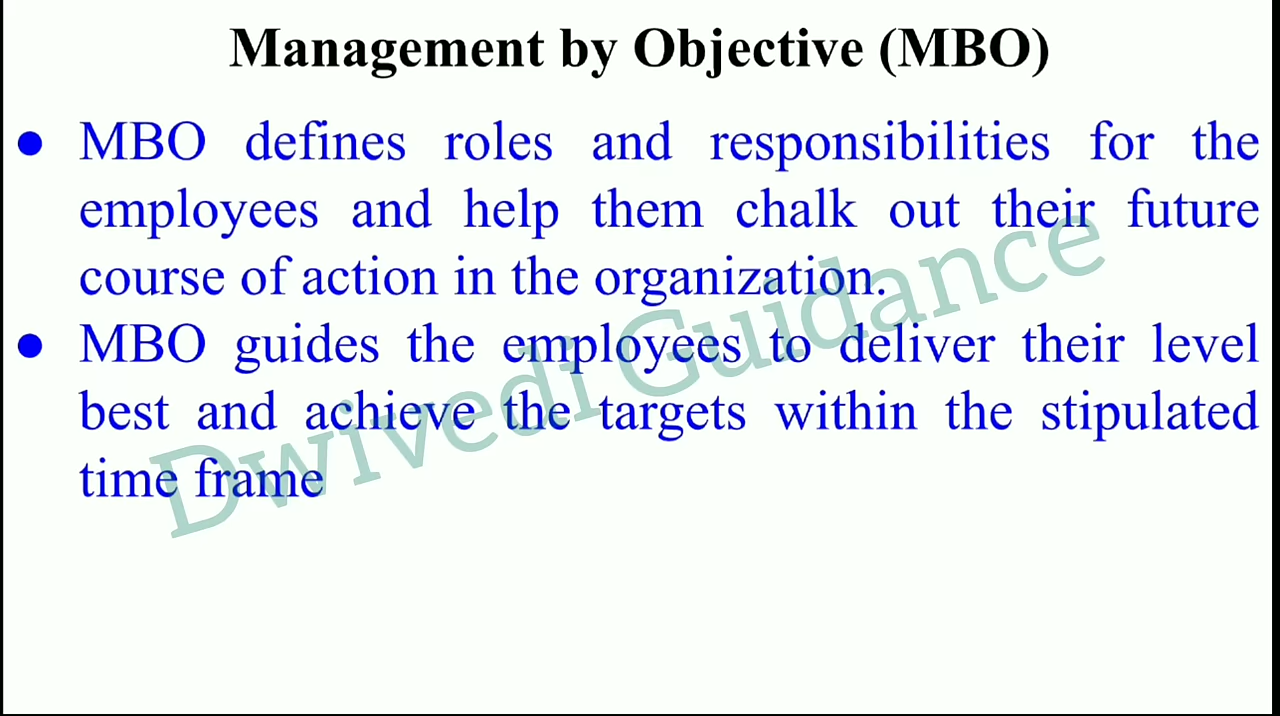 Management by Objective (MBO)
● MBO defines roles and responsibilities for the
employees and help them chalk out their future
course of action in the organization.
● MBO guides the employees to deliver their level
best and achieve the targets within the stipulated
time frame
Dwivedi Guidance